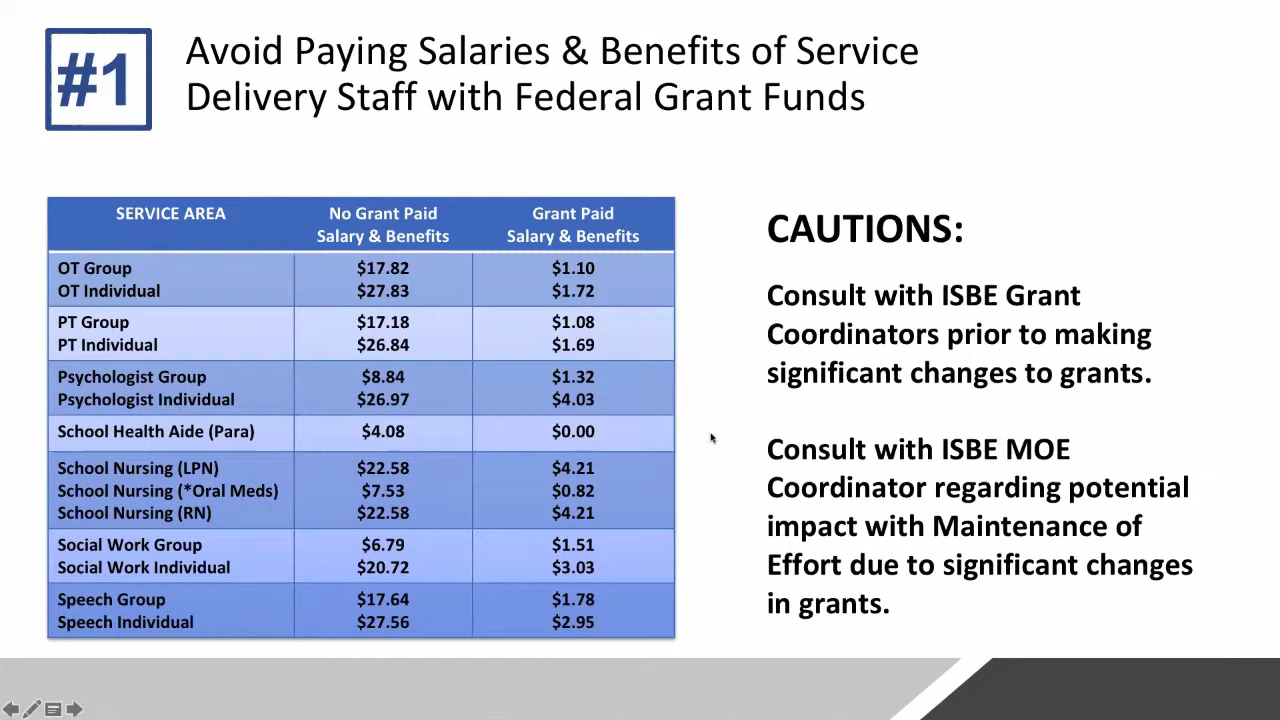 #1
Avoid Paying Salaries & Benefits of Service
Delivery Staff with Federal Grant Funds
SERVICE AREA No Grant Paid Salary & Benefits Grant Paid Salary & Benefits
OT Group $17.82 $1.10
OT Individual $27.83 $1.72
PT Group $17.18 $1.08
PT Individual $26.84 $1.69
Psychologist Group $8.84 $1.32
Psychologist Individual $26.97 $4.03
School Health Aide (Para) $4.08 $0.00
School Nursing (LPN) $22.58 $4.21
School Nursing (*Oral Meds) $7.53 $0.82
School Nursing (RN) $22.58 $4.21
Social Work Group $6.79 $1.51
Social Work Individual $20.72 $3.03
Speech Group $17.64 $1.78
Speech Individual $27.56 $2.95
CAUTIONS:
Consult with ISBE Grant
Coordinators prior to making
significant changes to grants.
Consult with ISBE MOE
Coordinator regarding potential
impact with Maintenance of
Effort due to significant changes
in grants.